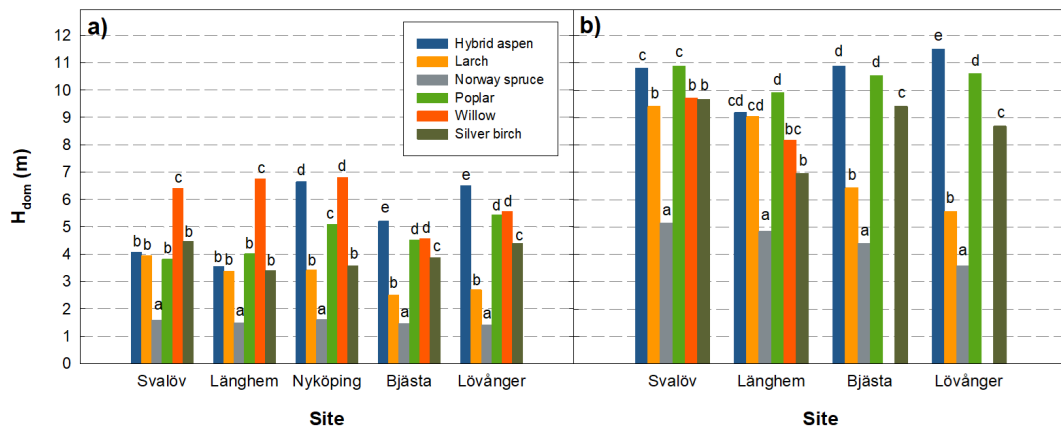 a)
b)
12
11
10
9
8
7
6
5
4
3
2
1
0
H_dom (m)
Hybrid aspen
Larch
Norway spruce
Poplar
Willow
Silver birch
b b a b c b
b b a b c b
d b a c d b
e b a d d c
e b a d d c
c b a c b b
cd cd a d bc b
d b a d c
e b a d c
Svalöv Länghem Nyköping Bjästa Lövånger
Svalöv Länghem Bjästa Lövånger
Site
Site